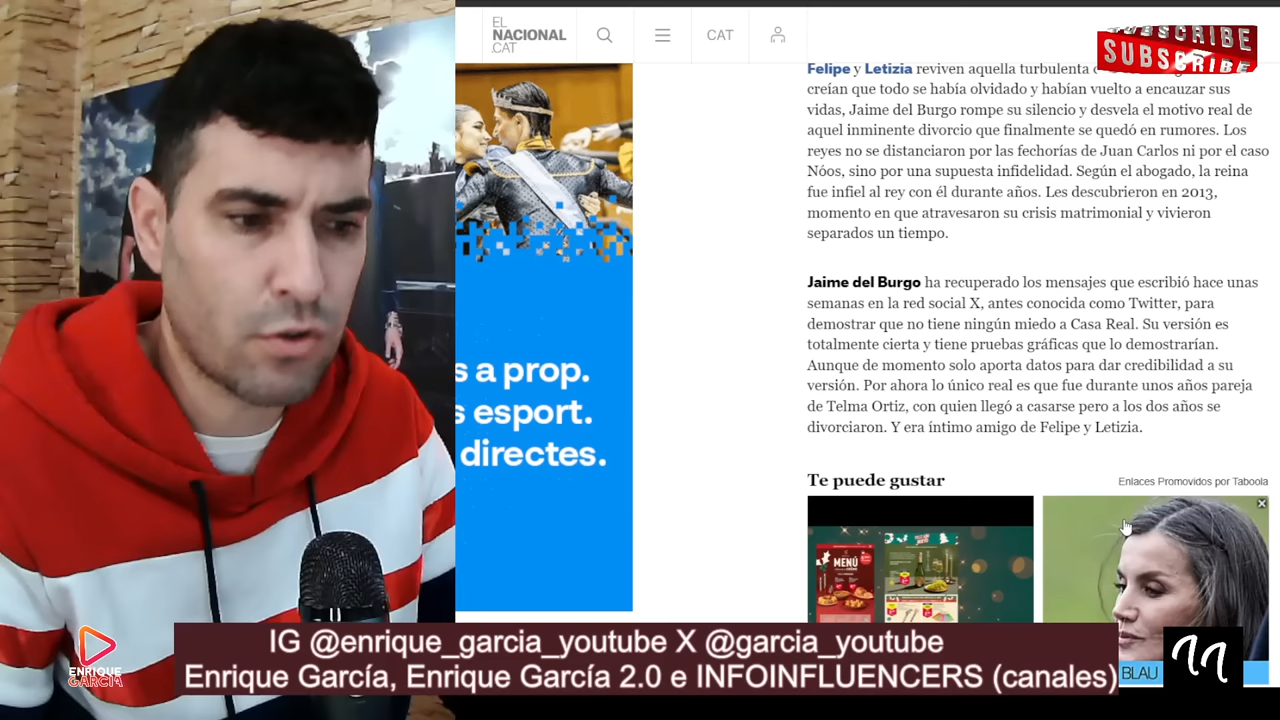 EL
NACIONAL
.CAT
CAT
SUBSCRIBE
SUBSCRIBE
Felipe y Letizia reviven aquella turbulenta
creían que todo se había olvidado y habían vuelto a encauzar sus
vidas, Jaime del Burgo rompe su silencio y desvela el motivo real de
aquel inminente divorcio que finalmente se quedó en rumores. Los
reyes no se distanciaron por las fechorías de Juan Carlos ni por el caso
Nóos, sino por una supuesta infidelidad. Según el abogado, la reina
fue infiel al rey con él durante años. Les descubrieron en 2013,
momento en que atravesaron su crisis matrimonial y vivieron
separados un tiempo.
Jaime del Burgo ha recuperado los mensajes que escribió hace unas
semanas en la red social X, antes conocida como Twitter, para
demostrar que no tiene ningún miedo a Casa Real. Su versión es
totalmente cierta y tiene pruebas gráficas que lo demostrarían.
Aunque de momento solo aporta datos para dar credibilidad a su
versión. Por ahora lo único real es que fue durante unos años pareja
de Telma Ortiz, con quien llegó a casarse pero a los dos años se
divorciaron. Y era íntimo amigo de Felipe y Letizia.
s a prop.
s esport.
directes.
Te puede gustar
Enlaces Promovidos por Taboola
MENÚ
BLAU
IG @enrique_garcia_youtube X @garcia_youtube
Enrique García, Enrique García 2.0 e INFOINFLUENCERS (canales)
ENRIQUE
GARCÍA